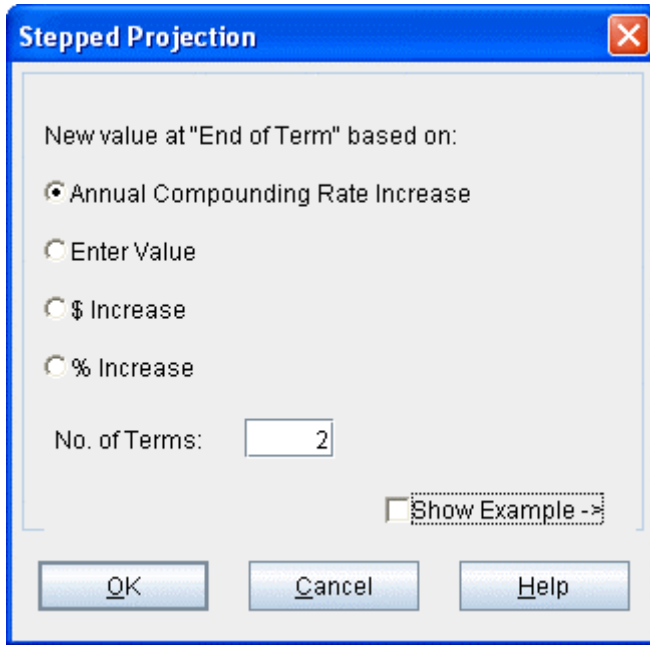 Stepped Projection
New value at "End of Term" based on:
Annual Compounding Rate Increase
Enter Value
$ Increase
% Increase
No. of Terms: 2
Show Example ->
OK Cancel Help